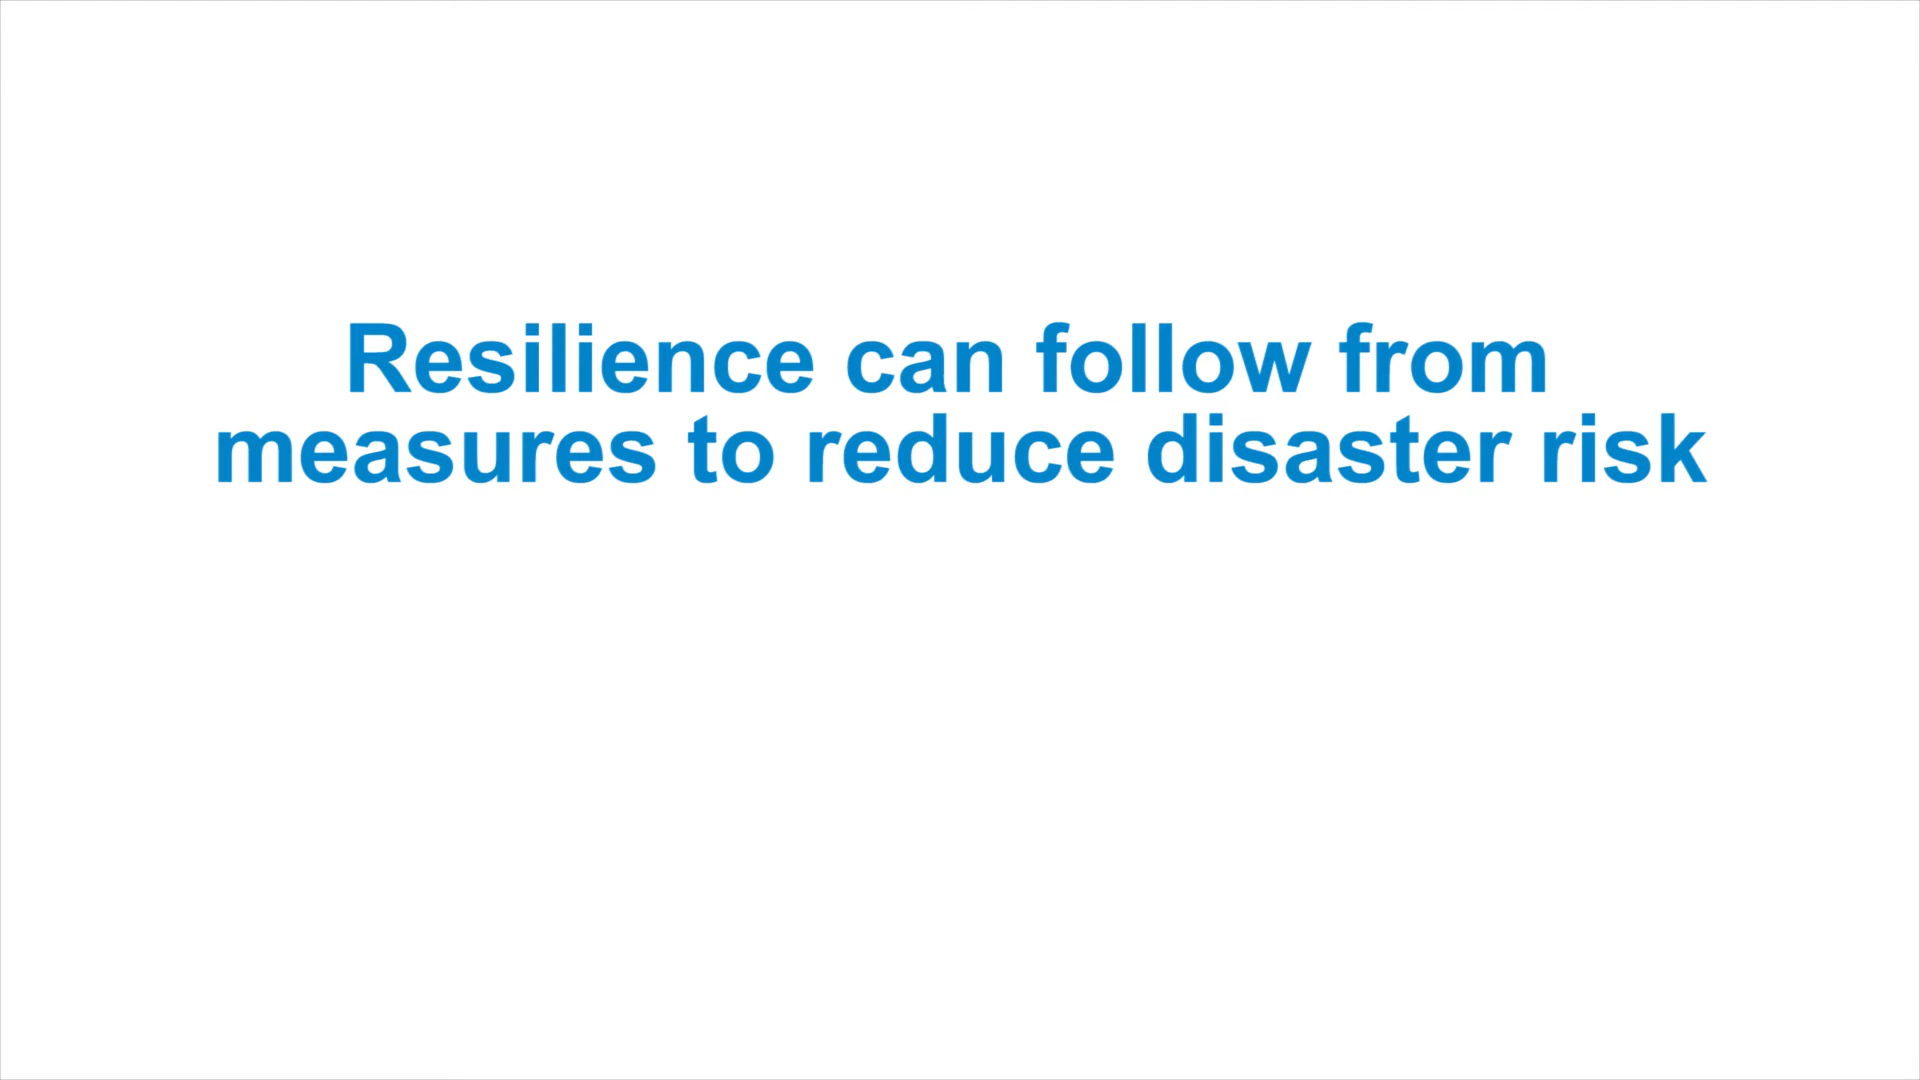 Resilience can follow from
measures to reduce disaster risk